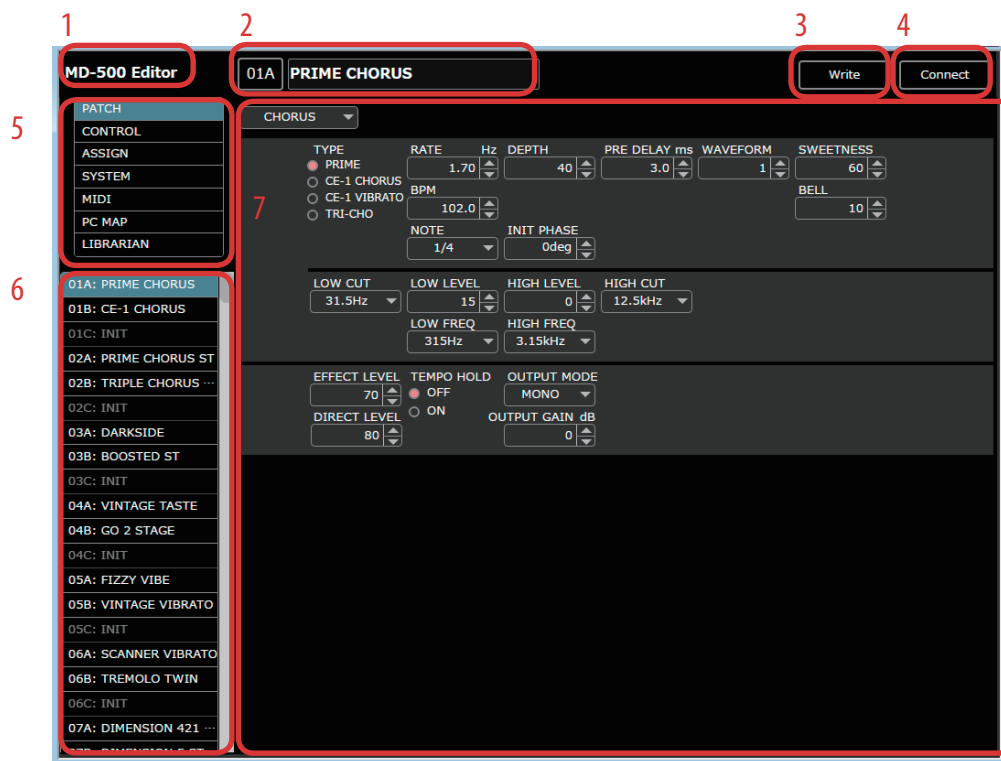 1
2
3
4
MD-500 Editor
01A
PRIME CHORUS
Write
Connect
5
PATCH
CONTROL
ASSIGN
SYSTEM
MIDI
PC MAP
LIBRARIAN
6
01A: PRIME CHORUS
01B: CE-1 CHORUS
01C: INIT
02A: PRIME CHORUS ST
02B: TRIPLE CHORUS ···
02C: INIT
03A: DARKSIDE
03B: BOOSTED ST
03C: INIT
04A: VINTAGE TASTE
04B: GO 2 STAGE
04C: INIT
05A: FIZZY VIBE
05B: VINTAGE VIBRATO
05C: INIT
06A: SCANNER VIBRATO
06B: TREMOLO TWIN
06C: INIT
07A: DIMENSION 421 ···
7
CHORUS
TYPE RATE Hz DEPTH PRE DELAY ms WAVEFORM SWEETNESS
PRIME 1.70 40 3.0 1 60
CE-1 CHORUS
CE-1 VIBRATO BPM BELL
TRI-CHO 102.0 10
NOTE INIT PHASE
1/4 0deg
LOW CUT LOW LEVEL HIGH LEVEL HIGH CUT
31.5Hz 15 0 12.5kHz
LOW FREQ HIGH FREQ
315Hz 3.15kHz
EFFECT LEVEL TEMPO HOLD OUTPUT MODE
70 OFF MONO
DIRECT LEVEL ON OUTPUT GAIN dB
80 0